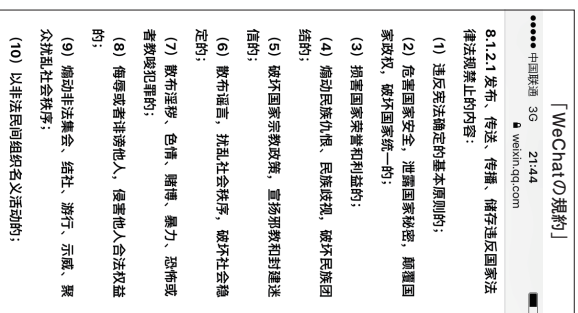 「WeChatの規約」
●●●●● 中国联通 3G 21:44
weixin.qq.com
8.1.2.1 发布、传送、传播、储存违反国家法
律法规禁止的内容：
（1）违反宪法确定的基本原则的；
（2）危害国家安全，泄露国家秘密，颠覆国
家政权，破坏国家统一的；
（3）损害国家荣誉和利益的；
（4）煽动民族仇恨、民族歧视，破坏民族团
结的；
（5）破坏国家宗教政策，宣扬邪教和封建迷
信的；
（6）散布谣言，扰乱社会秩序，破坏社会稳
定的；
（7）散布淫秽、色情、赌博、暴力、恐怖或
者教唆犯罪的；
（8）侮辱或者诽谤他人，侵害他人合法权益
的；
（9）煽动非法集会、结社、游行、示威、聚
众扰乱社会秩序；
（10）以非法民间组织名义活动的；